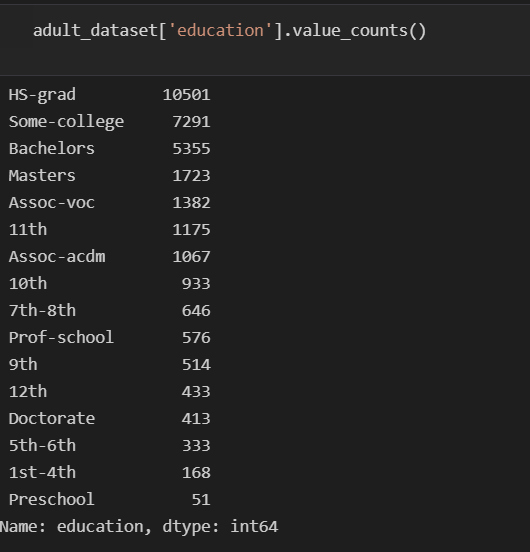 adult_dataset['education'].value_counts()
HS-grad 10501
Some-college 7291
Bachelors 5355
Masters 1723
Assoc-voc 1382
11th 1175
Assoc-acdm 1067
10th 933
7th-8th 646
Prof-school 576
9th 514
12th 433
Doctorate 413
5th-6th 333
1st-4th 168
Preschool 51
Name: education, dtype: int64